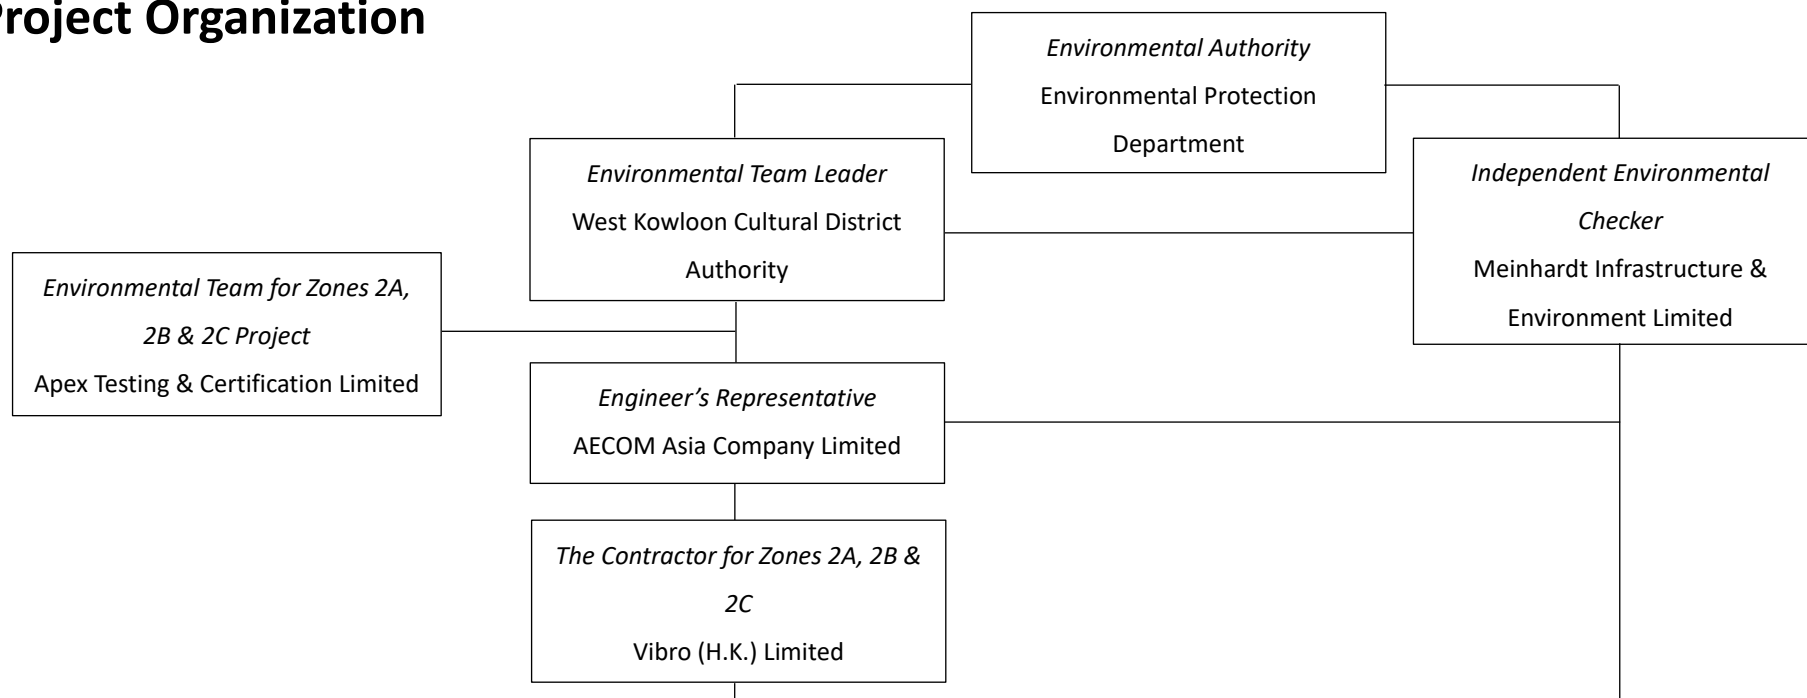 Project Organization
Environmental Authority
Environmental Protection
Department
Environmental Team Leader
West Kowloon Cultural District
Authority
Independent Environmental
Checker
Meinhardt Infrastructure &
Environment Limited
Environmental Team for Zones 2A,
2B & 2C Project
Apex Testing & Certification Limited
Engineer’s Representative
AECOM Asia Company Limited
The Contractor for Zones 2A, 2B &
2C
Vibro (H.K.) Limited